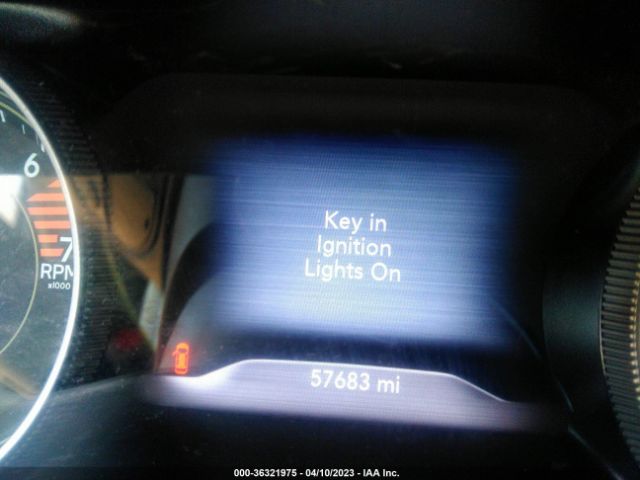 6
7
RPM
x1000
Key in
Ignition
Lights On
57683 mi
000-36321975 - 04/10/2023 - IAA Inc.